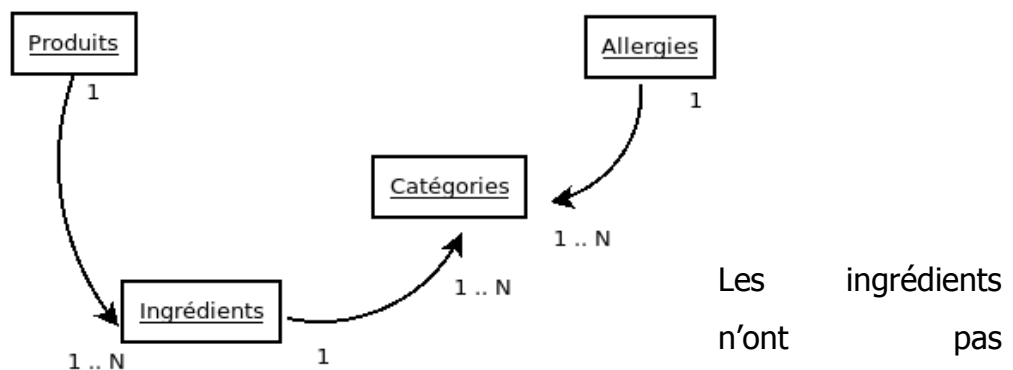 Produits
Allergies
1
1
Catégories
1 .. N
1 .. N
Ingrédients
1
1 .. N
Les ingrédients
n’ont pas